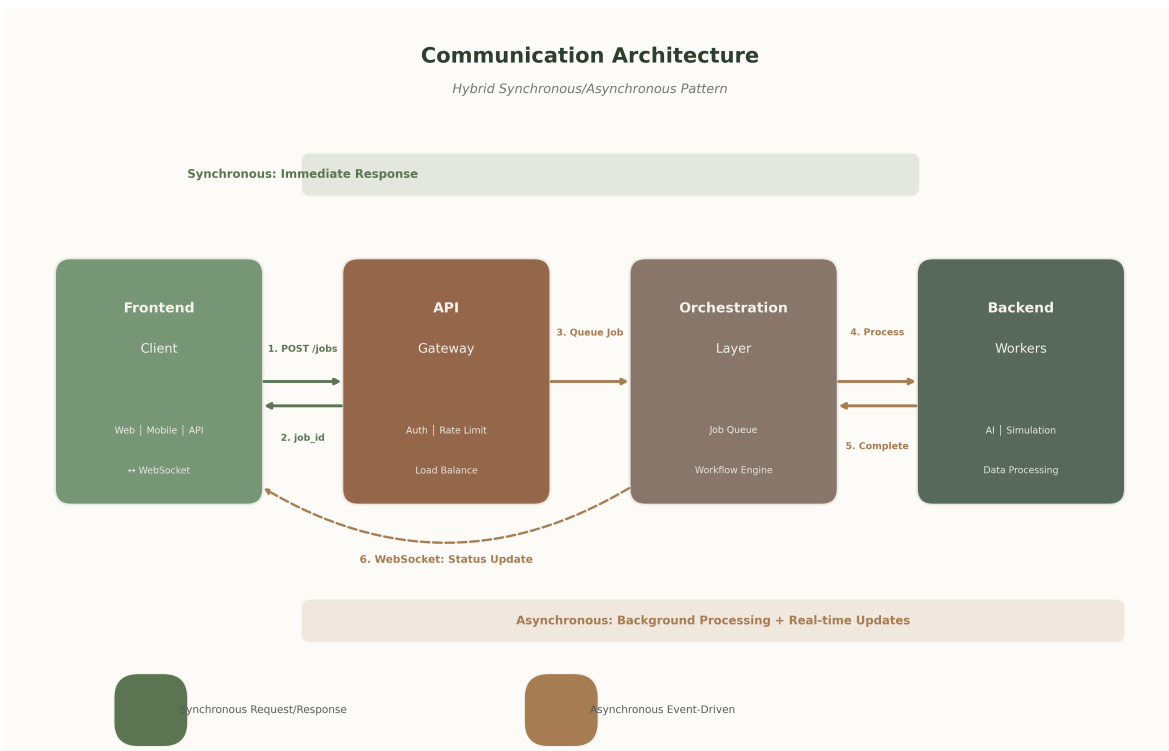 Communication Architecture
Hybrid Synchronous/Asynchronous Pattern
Synchronous: Immediate Response
Frontend
Client
Web | Mobile | API
↔ WebSocket
1. POST /jobs
2. job_id
API
Gateway
Auth | Rate Limit
Load Balance
3. Queue Job
Orchestration
Layer
Job Queue
Workflow Engine
4. Process
5. Complete
Backend
Workers
AI | Simulation
Data Processing
6. WebSocket: Status Update
Asynchronous: Background Processing + Real-time Updates
Synchronous Request/Response
Asynchronous Event-Driven